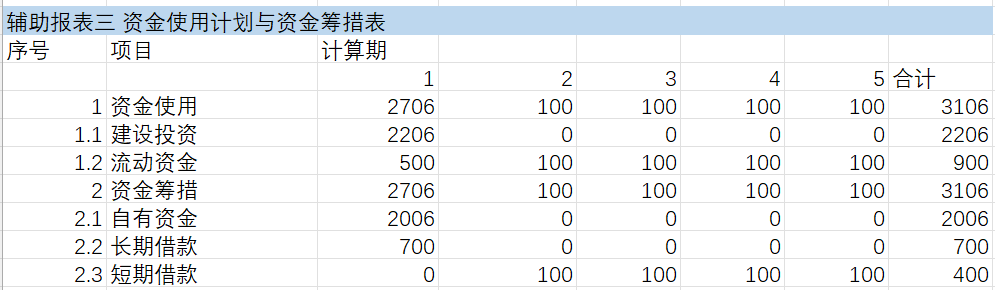 辅助报表三 资金使用计划与资金筹措表
序号 项目 计算期
1 2 3 4 5 合计
1 资金使用 2706 100 100 100 100 3106
1.1 建设投资 2206 0 0 0 0 2206
1.2 流动资金 500 100 100 100 100 900
2 资金筹措 2706 100 100 100 100 3106
2.1 自有资金 2006 0 0 0 0 2006
2.2 长期借款 700 0 0 0 0 700
2.3 短期借款 0 100 100 100 100 400